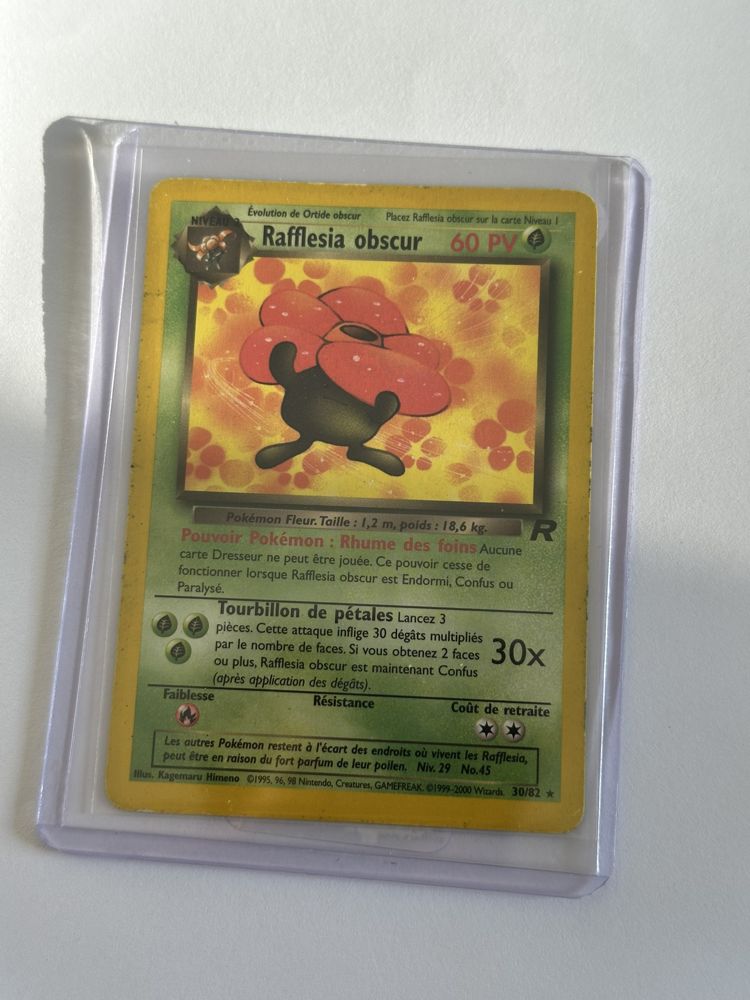 NIVEAU 2
Évolution de Ortide obscur
Placez Rafflesia obscur sur la carte Niveau 1
Rafflesia obscur
60 PV
Pokémon Fleur. Taille : 1,2 m, poids : 18,6 kg.
R
Pouvoir Pokémon : Rhume des foins Aucune
carte Dresseur ne peut être jouée. Ce pouvoir cesse de
fonctionner lorsque Rafflesia obscur est Endormi, Confus ou
Paralysé.
Tourbillon de pétales Lancez 3
pièces. Cette attaque inflige 30 dégâts multipliés
par le nombre de faces. Si vous obtenez 2 faces
ou plus, Rafflesia obscur est maintenant Confus
(après application des dégâts).
30x
Faiblesse
Résistance
Coût de retraite
Les autres Pokémon restent à l'écart des endroits où vivent les Rafflesia,
peut être en raison du fort parfum de leur pollen. Niv. 29 No.45
Illus. Kagemaru Himeno ©1995, 96, 98 Nintendo, Creatures, GAMEFREAK. ©1999-2000 Wizards. 30/82 ★